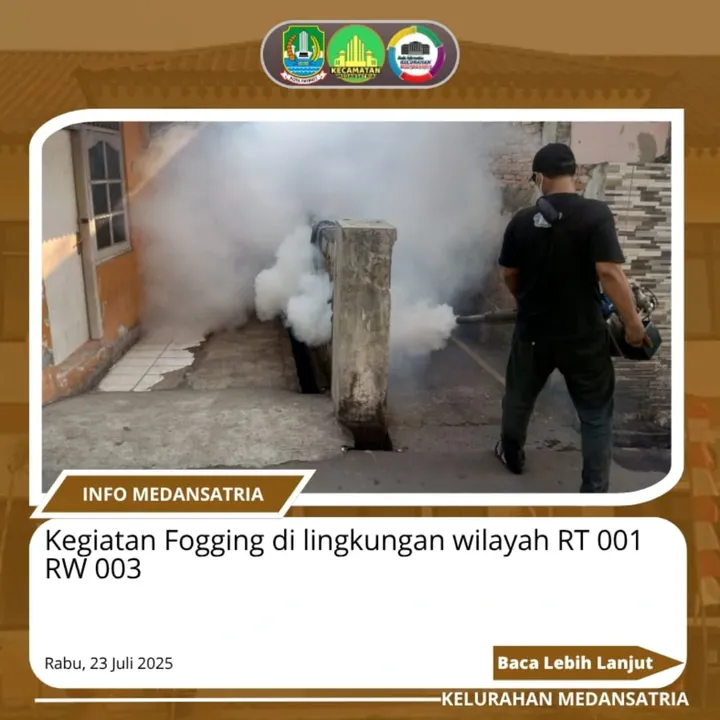 KECAMATAN
INFO MEDANSATRIA
Kegiatan Fogging di lingkungan wilayah RT 001
RW 003
Rabu, 23 Juli 2025
Baca Lebih Lanjut
KELURAHAN MEDANSATRIA